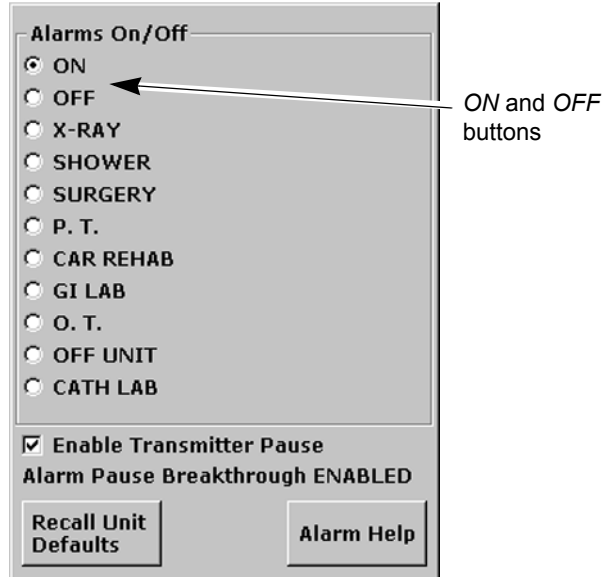 Alarms On/Off
ON
OFF
X-RAY
SHOWER
SURGERY
P. T.
CAR REHAB
GI LAB
O. T.
OFF UNIT
CATH LAB
Enable Transmitter Pause
Alarm Pause Breakthrough ENABLED
Recall Unit
Defaults
Alarm Help
ON and OFF
buttons